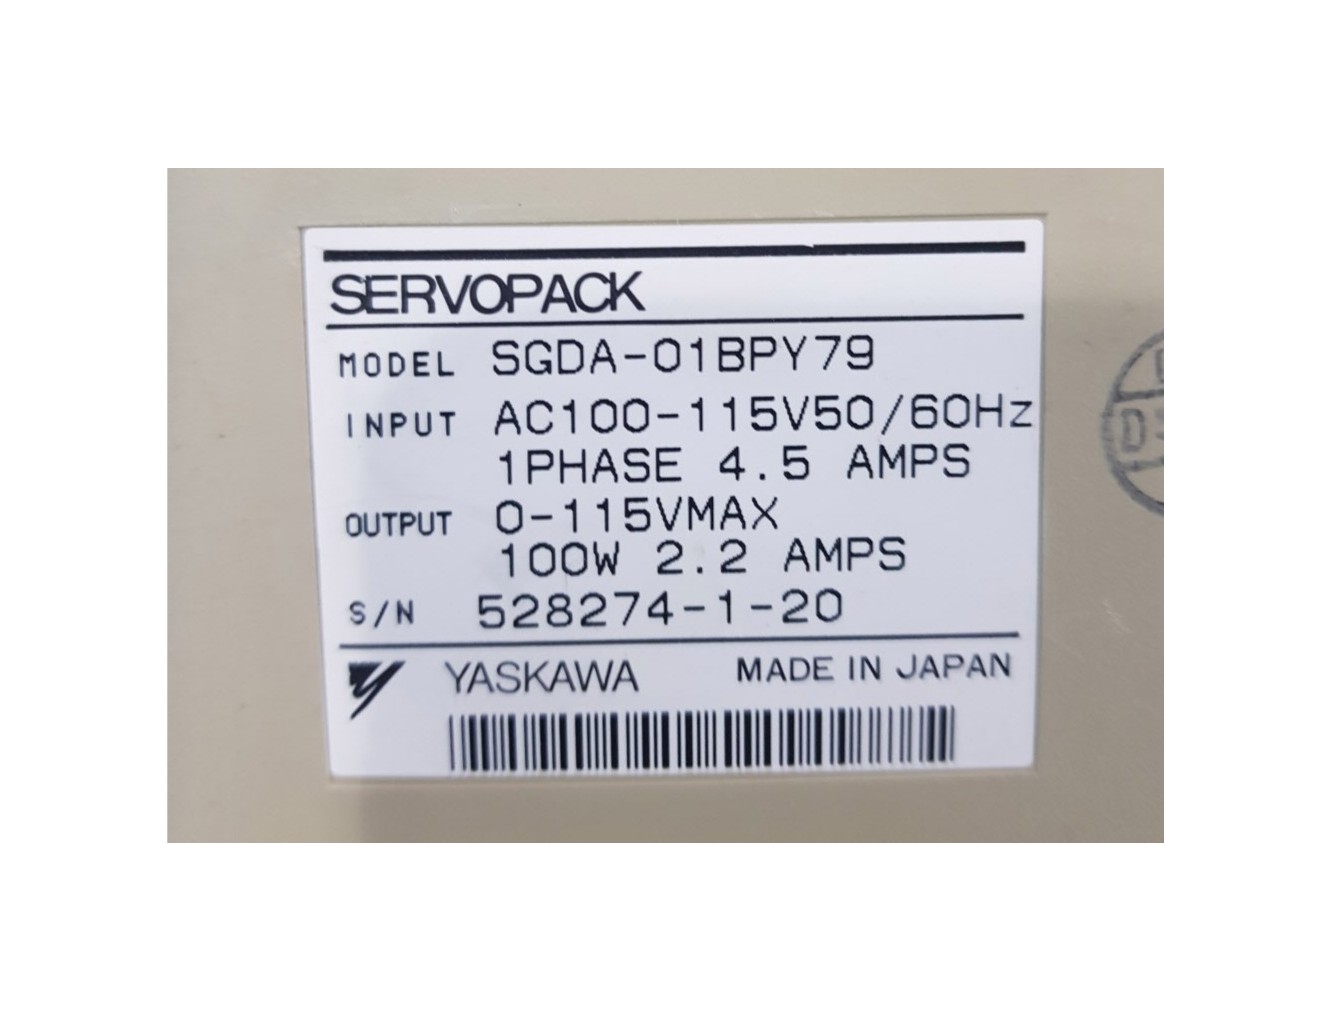 SERVOPACK
MODEL SGDA-01BPY79
INPUT AC100-115V50/60Hz
1PHASE 4.5 AMPS
OUTPUT 0-115VMAX
100W 2.2 AMPS
S/N 528274-1-20
YASKAWA MADE IN JAPAN